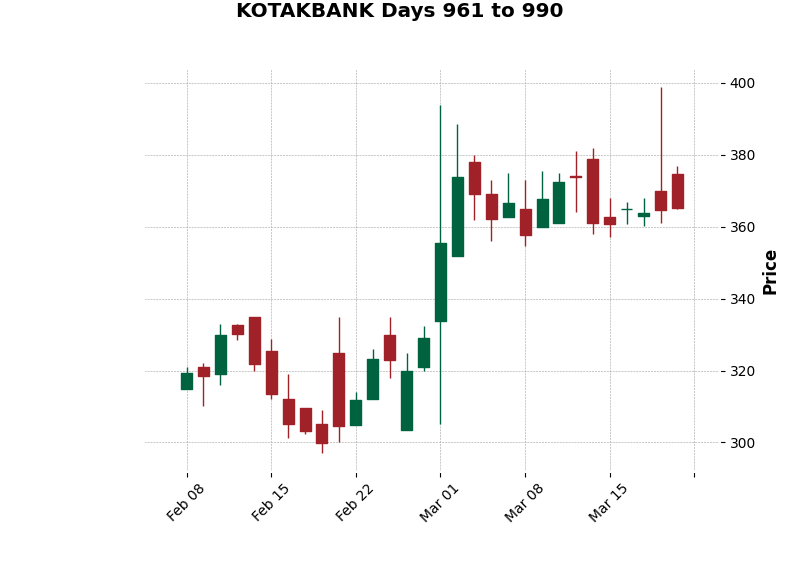 KOTAKBANK Days 961 to 990
400
380
360
340
320
300
Price
Feb 08
Feb 15
Feb 22
Mar 01
Mar 08
Mar 15